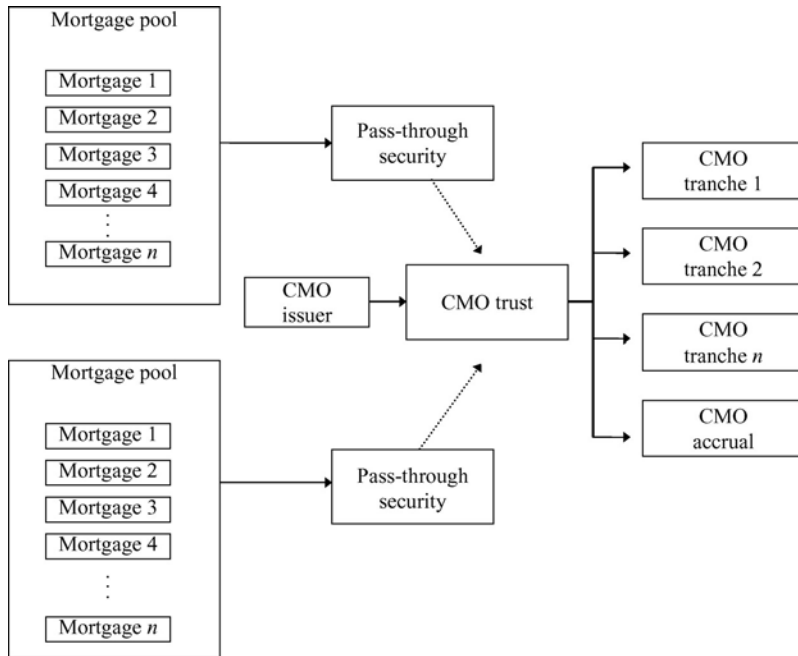 Mortgage pool
Mortgage 1
Mortgage 2
Mortgage 3
Mortgage 4
⋮
Mortgage n
Pass-through
security
CMO
issuer
CMO trust
CMO
tranche 1
CMO
tranche 2
CMO
tranche n
CMO
accrual
Mortgage pool
Mortgage 1
Mortgage 2
Mortgage 3
Mortgage 4
⋮
Mortgage n
Pass-through
security